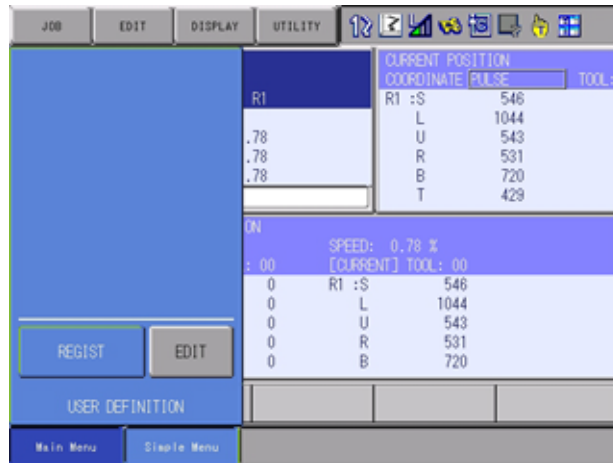 JOB EDIT DISPLAY UTILITY
CURRENT POSITION
COORDINATE PULSE TOOL:
R1
R1 :S 546
L 1044
.78 U 543
.78 R 531
.78 B 720
T 429
ON
SPEED: 0.78 %
: 00 [CURRENT] TOOL: 00
0 R1 :S 546
0 L 1044
0 U 543
0 R 531
0 B 720
REGIST EDIT
USER DEFINITION
Main Menu Simple Menu